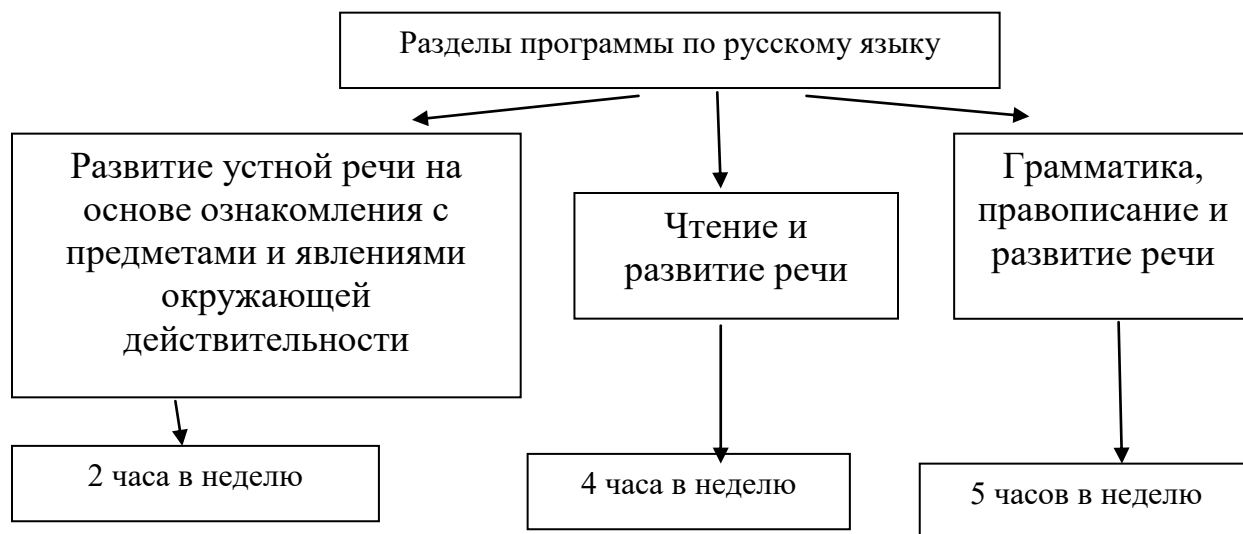 Разделы программы по русскому языку
Развитие устной речи на
основе ознакомления с
предметами и явлениями
окружающей
действительности
Чтение и
развитие речи
Грамматика,
правописание и
развитие речи
2 часа в неделю
4 часа в неделю
5 часов в неделю